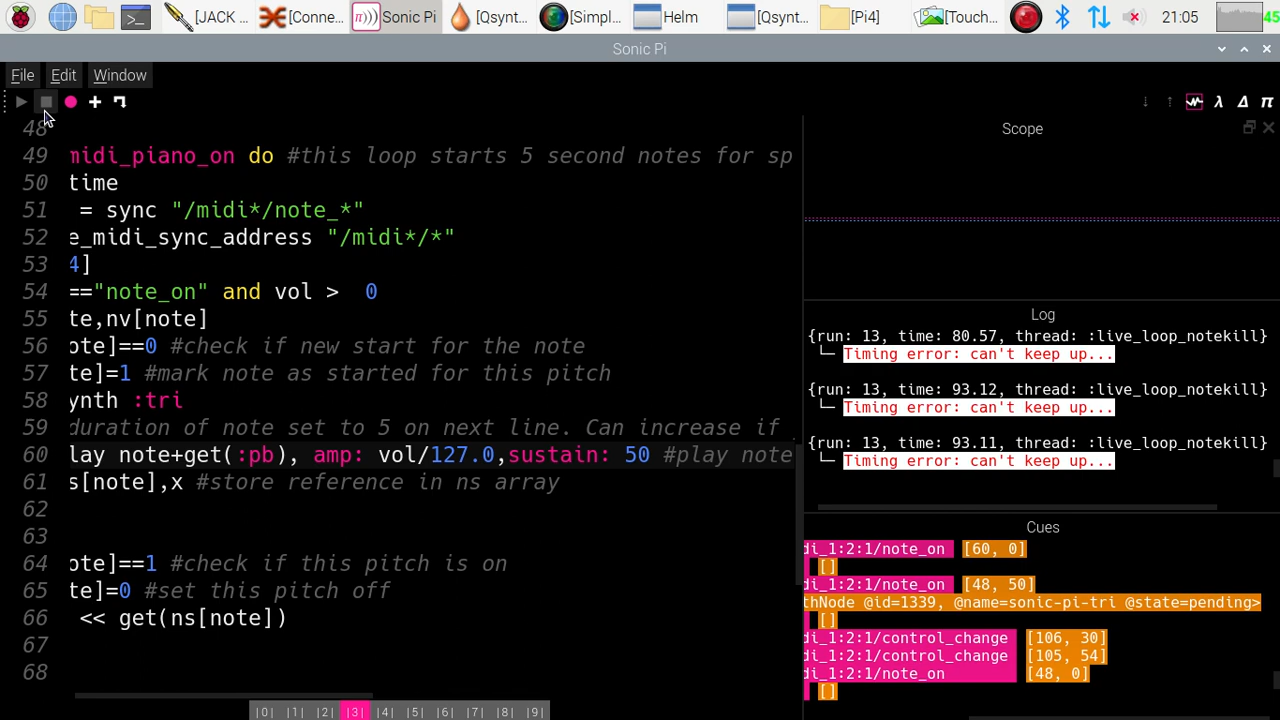 [JACK ...
[Conne...
Sonic Pi
[Qsynt...
[Simpl...
Helm
[Qsynt...
[Pi4]
[Touch...
21:05
45
Sonic Pi
File Edit Window
48
49 midi_piano_on do #this loop starts 5 second notes for sp
50 time
51 = sync "/midi*/note_*"
52 e_midi_sync_address "/midi*/*"
53 4]
54 =="note_on" and vol > 0
55 te,nv[note]
56 ote]==0 #check if new start for the note
57 te]=1 #mark note as started for this pitch
58 ynth :tri
59 duration of note set to 5 on next line. Can increase if
60 lay note+get(:pb), amp: vol/127.0,sustain: 50 #play note
61 s[note],x #store reference in ns array
62
63
64 ote]==1 #check if this pitch is on
65 te]=0 #set this pitch off
66 << get(ns[note])
67
68
|0| |1| |2| |3| |4| |5| |6| |7| |8| |9|
Scope
Log
{run: 13, time: 80.57, thread: :live_loop_notekill}
└─ Timing error: can't keep up...
{run: 13, time: 93.12, thread: :live_loop_notekill}
└─ Timing error: can't keep up...
{run: 13, time: 93.11, thread: :live_loop_notekill}
└─ Timing error: can't keep up...
Cues
di_1:2:1/note_on [60, 0]
[]
di_1:2:1/note_on [48, 50]
thNode @id=1339, @name=sonic-pi-tri @state=pending>
[]
di_1:2:1/control_change [106, 30]
di_1:2:1/control_change [105, 54]
di_1:2:1/note_on [48, 0]
[]